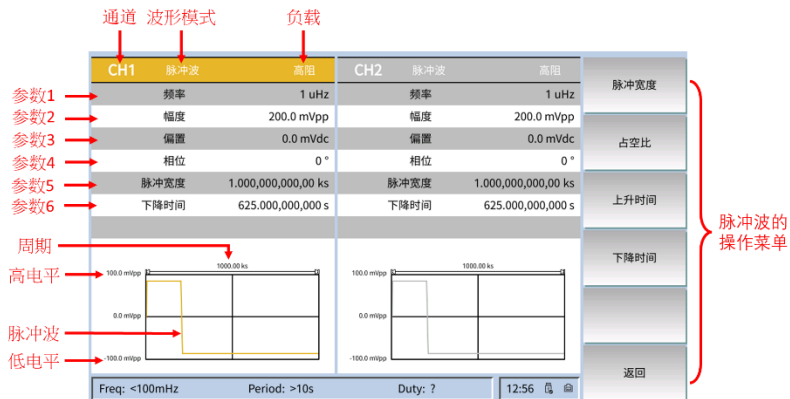 通道 波形模式 负载
CH1 脉冲波 高阻 CH2 脉冲波 高阻 脉冲宽度
参数1 频率 1 uHz 频率 1 uHz
参数2 幅度 200.0 mVpp 幅度 200.0 mVpp
参数3 偏置 0.0 mVdc 偏置 0.0 mVdc 占空比
参数4 相位 0 ° 相位 0 °
参数5 脉冲宽度 1.000,000,000,00 ks 脉冲宽度 1.000,000,000,00 ks
参数6 下降时间 625.000,000,000 s 下降时间 625.000,000,000 s 上升时间
脉冲波的
操作菜单
周期
1000.00 ks 1000.00 ks 下降时间
高电平 100.0 mVpp 100.0 mVpp
0.0 mVpp 0.0 mVpp
脉冲波
低电平 -100.0 mVpp -100.0 mVpp
返回
Freq: <100mHz Period: >10s Duty: ? 12:56